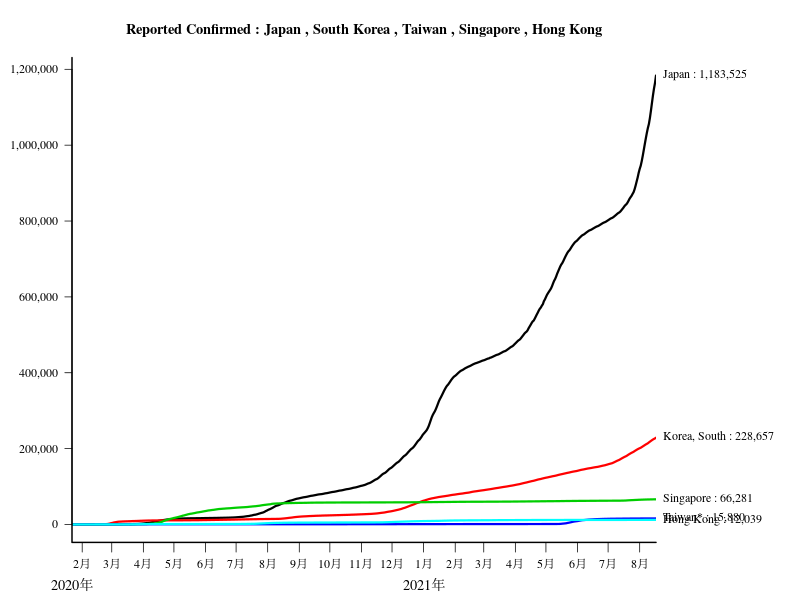 Reported Confirmed : Japan , South Korea , Taiwan , Singapore , Hong Kong
1,200,000
1,000,000
800,000
600,000
400,000
200,000
0
Japan : 1,183,525
Korea, South : 228,657
Singapore : 66,281
Taiwan* : 15,880
Hong Kong : 12,039
2月 3月 4月 5月 6月 7月 8月 9月 10月 11月 12月 1月 2月 3月 4月 5月 6月 7月 8月
2020年 2021年